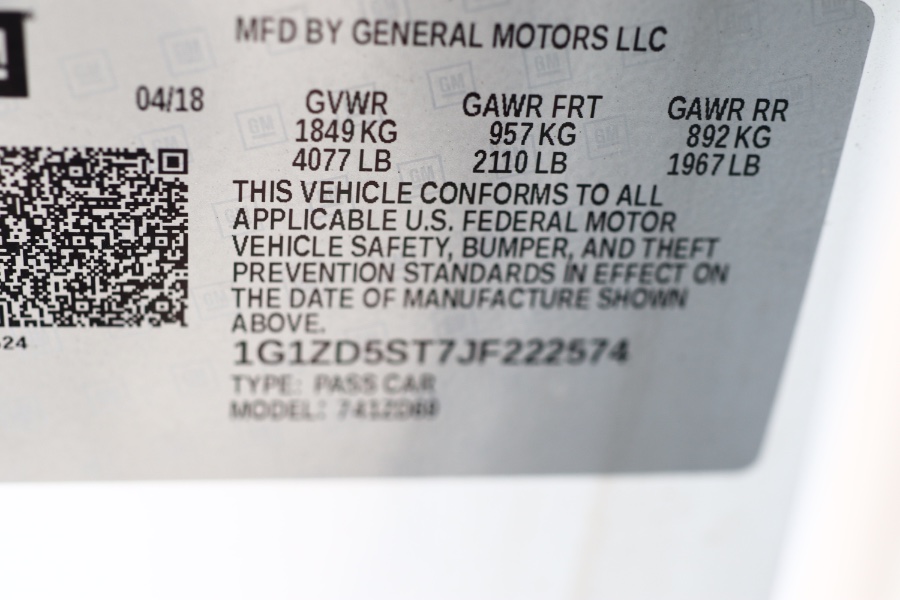 MFD BY GENERAL MOTORS LLC
04/18 GVWR GAWR FRT GAWR RR
1849 KG 957 KG 892 KG
4077 LB 2110 LB 1967 LB
THIS VEHICLE CONFORMS TO ALL
APPLICABLE U.S. FEDERAL MOTOR
VEHICLE SAFETY, BUMPER, AND THEFT
PREVENTION STANDARDS IN EFFECT ON
THE DATE OF MANUFACTURE SHOWN
ABOVE.
24
1G1ZD5ST7JF222574
TYPE: PASS CAR
MODEL: